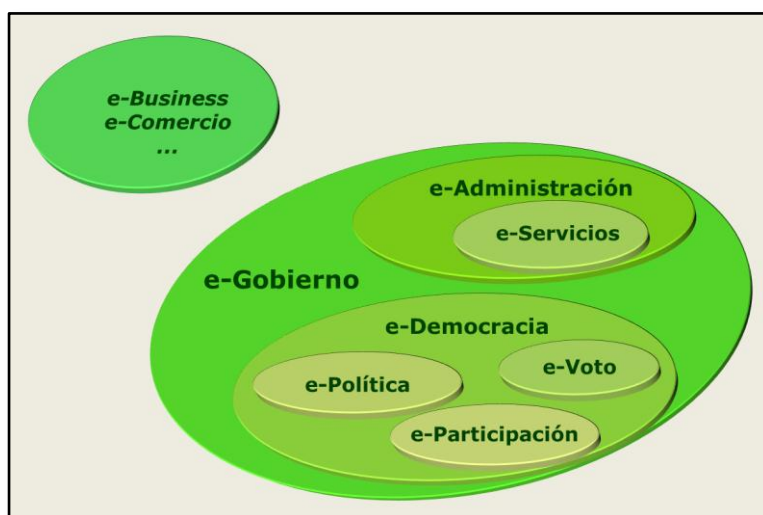 e-Business
e-Comercio
...
e-Administración
e-Servicios
e-Gobierno
e-Democracia
e-Voto
e-Política
e-Participación